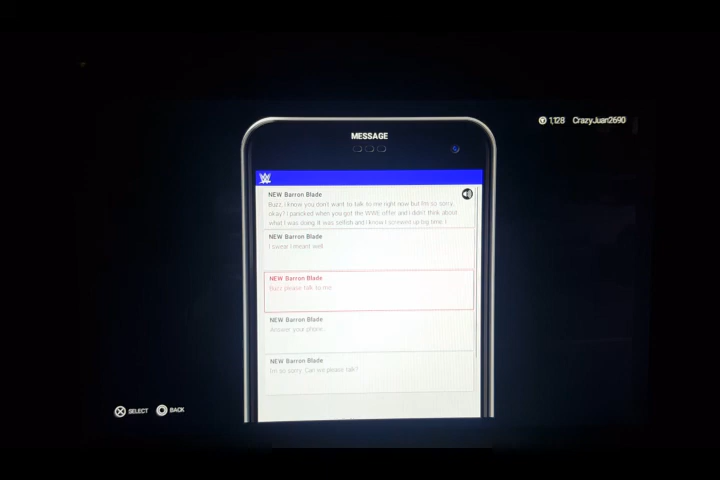 MESSAGE
1,128 CrazyJuan2690
W
NEW Barron Blade
Buzz, I know you don't want to talk to me right now but I'm so sorry,
okay? I panicked when you got the WWE offer and I didn't think about
what I was doing. It was selfish and I know I screwed up big time. I
NEW Barron Blade
I swear I meant well.
NEW Barron Blade
Buzz please talk to me.
NEW Barron Blade
Answer your phone...
NEW Barron Blade
I'm so sorry. Can we please talk?
SELECT
BACK